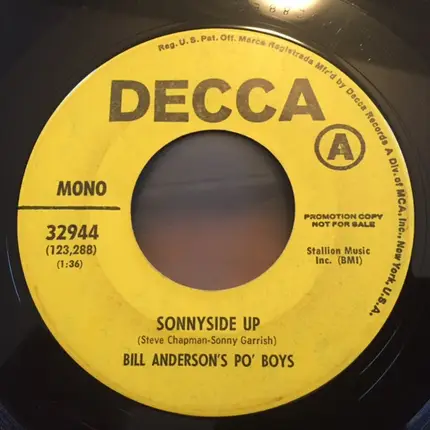 Reg. U.S. Pat. Off. Marca Registrada Mfr'd by Decca Records A Div. of MCA, Inc., New York, U.S.A.
DECCA
A
MONO
32944
(123,288)
(1:36)
PROMOTION COPY
NOT FOR SALE
Stallion Music
Inc. (BMI)
SONNYSIDE UP
(Steve Chapman-Sonny Garrish)
BILL ANDERSON'S PO' BOYS